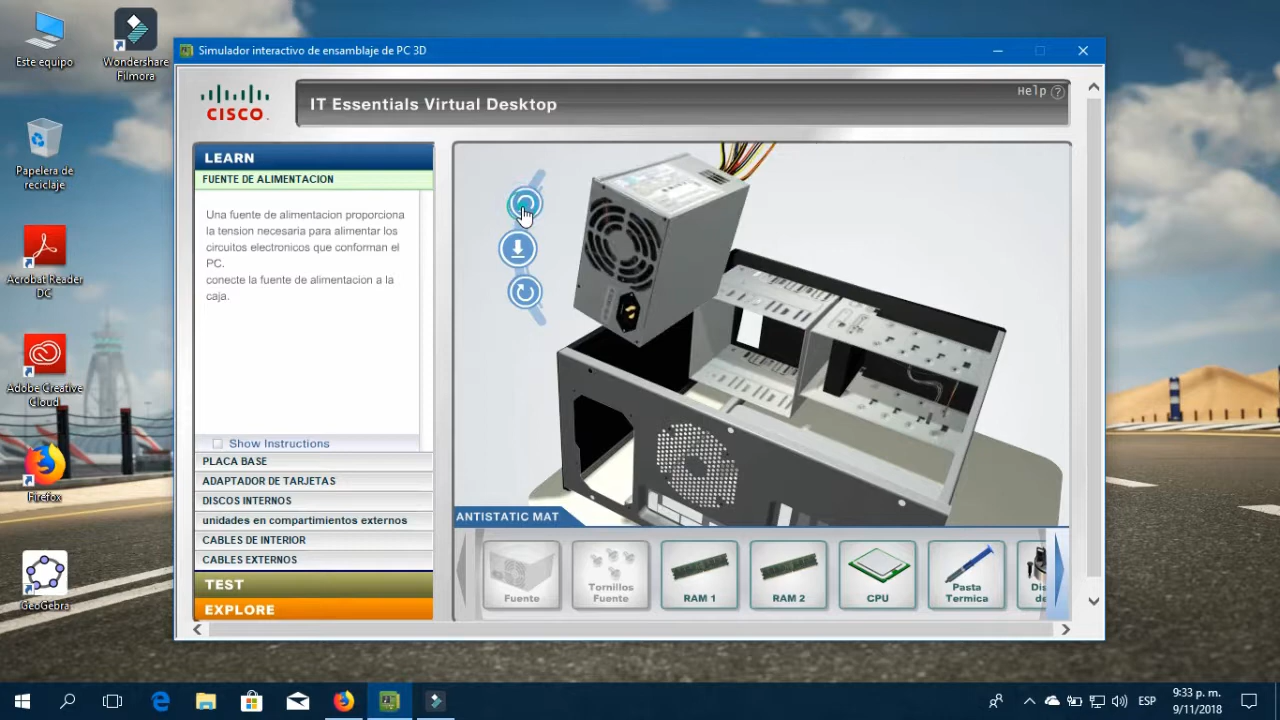 Este equipo
Wondershare
Filmora
Papelera de
reciclaje
Acrobat Reader
DC
Adobe Creative
Cloud
Firefox
GeoGebra
Simulador interactivo de ensamblaje de PC 3D
CISCO
IT Essentials Virtual Desktop
Help ?
LEARN
FUENTE DE ALIMENTACION
Una fuente de alimentacion proporciona
la tension necesaria para alimentar los
circuitos electronicos que conforman el
PC.
conecte la fuente de alimentacion a la
caja.
Show Instructions
PLACA BASE
ADAPTADOR DE TARJETAS
DISCOS INTERNOS
unidades en compartimientos externos
CABLES DE INTERIOR
CABLES EXTERNOS
TEST
EXPLORE
ANTISTATIC MAT
Fuente
Tornillos
Fuente
RAM 1
RAM 2
CPU
Pasta
Termica
Dis
de
ESP
9:33 p. m.
9/11/2018